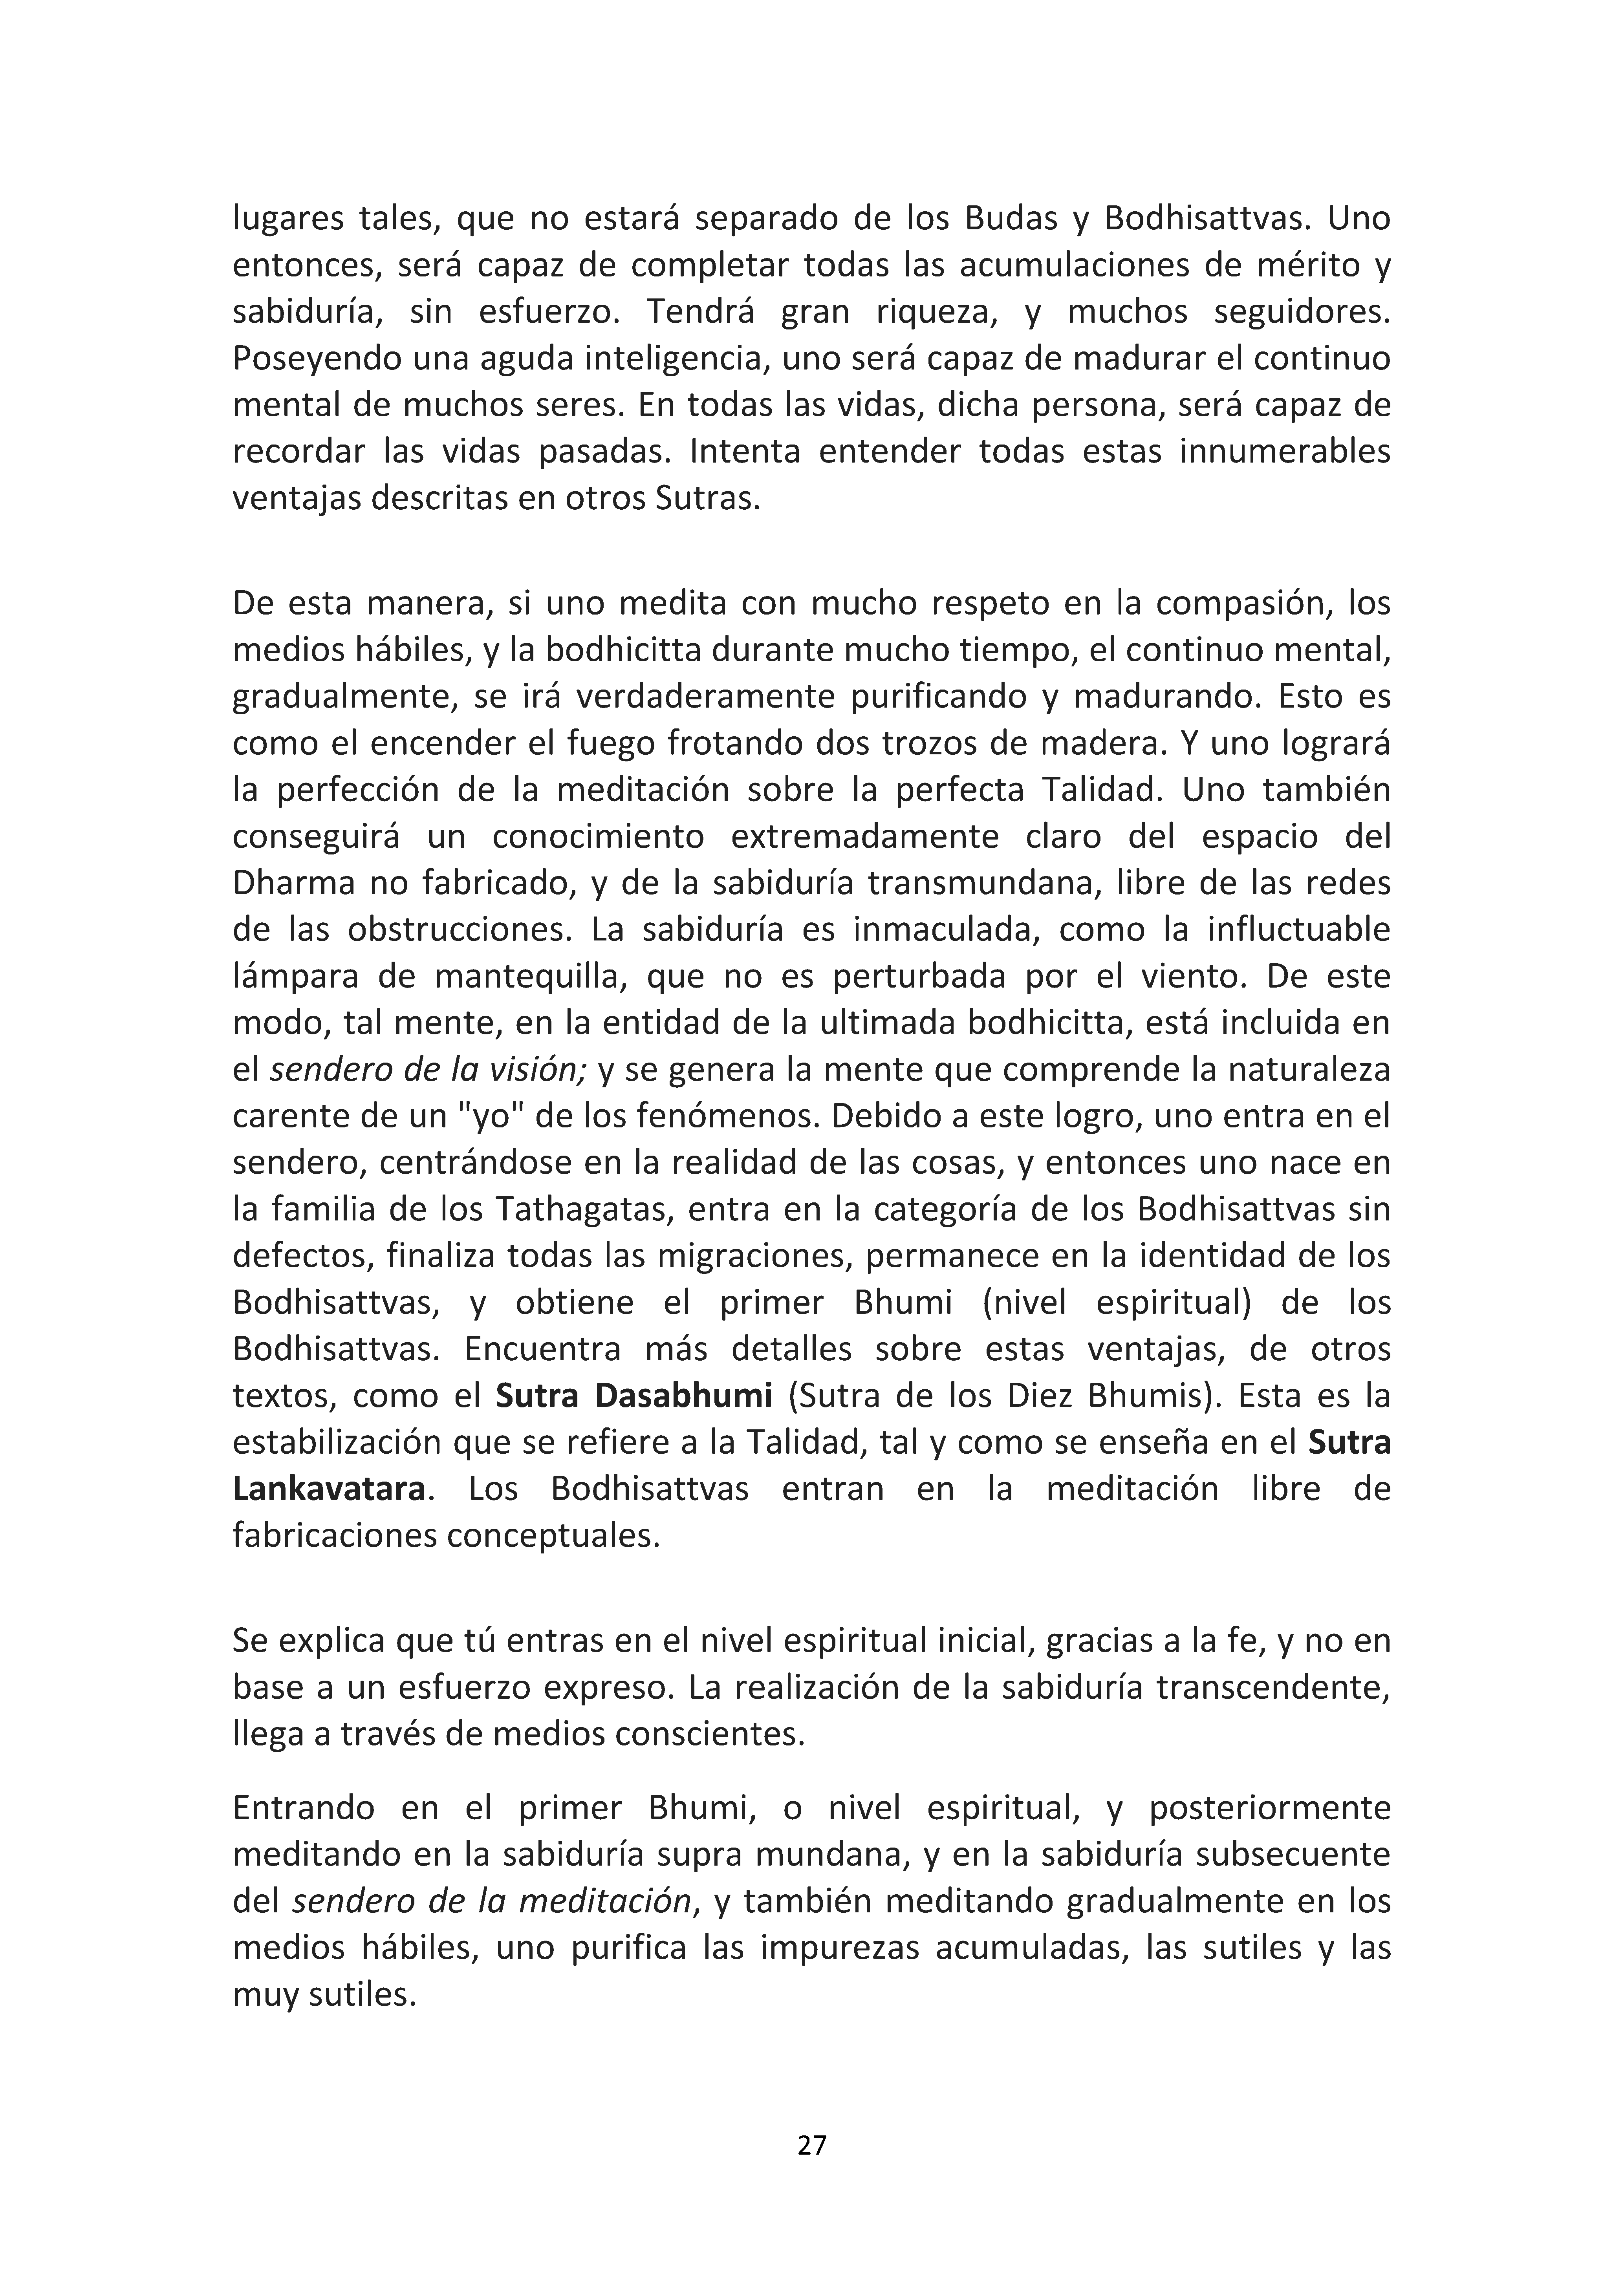 lugares tales, que no estará separado de los Budas y Bodhisattvas. Uno
entonces, será capaz de completar todas las acumulaciones de mérito y
sabiduría, sin esfuerzo. Tendrá gran riqueza, y muchos seguidores.
Poseyendo una aguda inteligencia, uno será capaz de madurar el continuo
mental de muchos seres. En todas las vidas, dicha persona, será capaz de
recordar las vidas pasadas. Intenta entender todas estas innumerables
ventajas descritas en otros Sutras.
De esta manera, si uno medita con mucho respeto en la compasión, los
medios hábiles, y la bodhicitta durante mucho tiempo, el continuo mental,
gradualmente, se irá verdaderamente purificando y madurando. Esto es
como el encender el fuego frotando dos trozos de madera. Y uno logrará
la perfección de la meditación sobre la perfecta Talidad. Uno también
conseguirá un conocimiento extremadamente claro del espacio del
Dharma no fabricado, y de la sabiduría transmundana, libre de las redes
de las obstrucciones. La sabiduría es inmaculada, como la influctuable
lámpara de mantequilla, que no es perturbada por el viento. De este
modo, tal mente, en la entidad de la ultimada bodhicitta, está incluida en
el sendero de la visión; y se genera la mente que comprende la naturaleza
carente de un "yo" de los fenómenos. Debido a este logro, uno entra en el
sendero, centrándose en la realidad de las cosas, y entonces uno nace en
la familia de los Tathagatas, entra en la categoría de los Bodhisattvas sin
defectos, finaliza todas las migraciones, permanece en la identidad de los
Bodhisattvas, y obtiene el primer Bhumi (nivel espiritual) de los
Bodhisattvas. Encuentra más detalles sobre estas ventajas, de otros
textos, como el Sutra Dasabhumi (Sutra de los Diez Bhumis). Esta es la
estabilización que se refiere a la Talidad, tal y como se enseña en el Sutra
Lankavatara. Los Bodhisattvas entran en la meditación libre de
fabricaciones conceptuales.
Se explica que tú entras en el nivel espiritual inicial, gracias a la fe, y no en
base a un esfuerzo expreso. La realización de la sabiduría transcendente,
llega a través de medios conscientes.
Entrando en el primer Bhumi, o nivel espiritual, y posteriormente
meditando en la sabiduría supra mundana, y en la sabiduría subsecuente
del sendero de la meditación, y también meditando gradualmente en los
medios hábiles, uno purifica las impurezas acumuladas, las sutiles y las
muy sutiles.
27